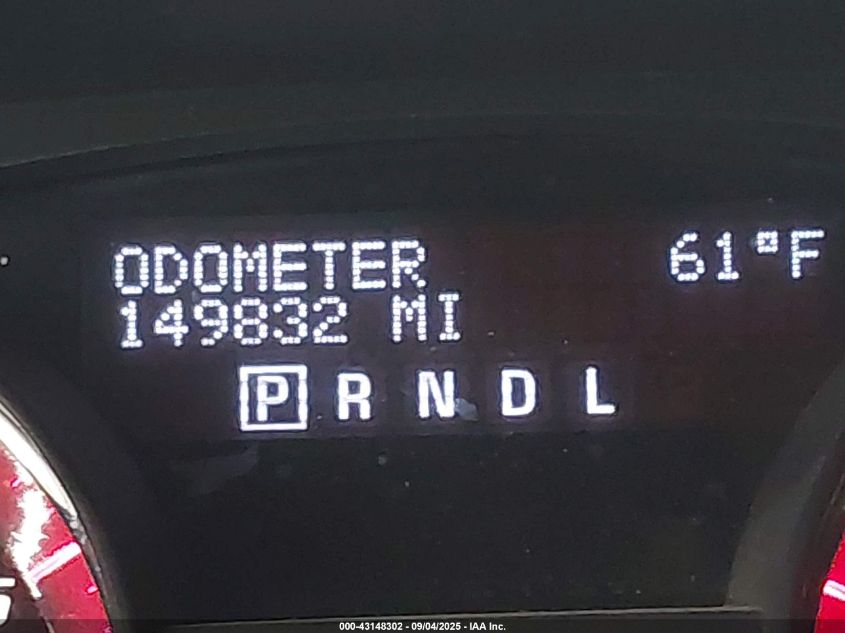 ODOMETER 61°F
149832 MI
P R N D L
000-43148302 - 09/04/2025 - IAA Inc.